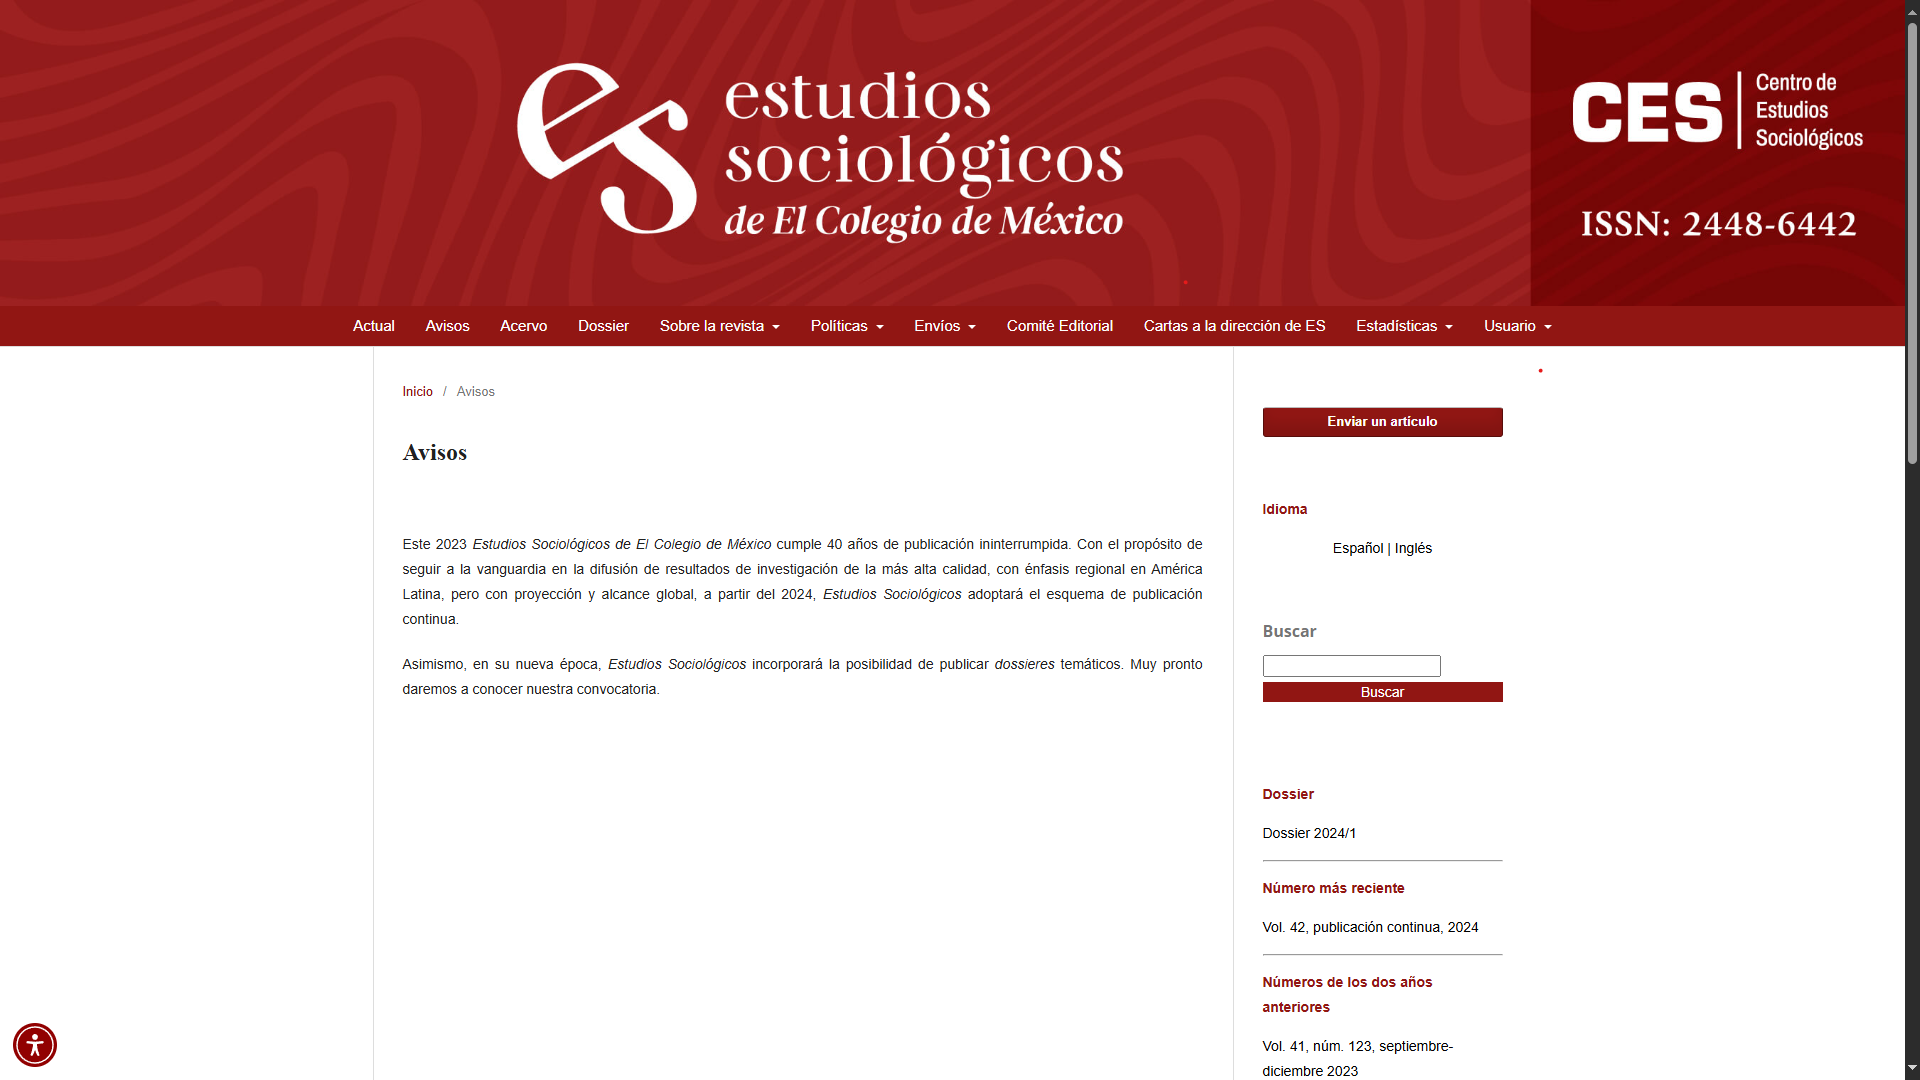 es
estudios
sociológicos
de El Colegio de México
CES
Centro de
Estudios
Sociológicos
ISSN: 2448-6442
Actual Avisos Acervo Dossier Sobre la revista Políticas Envíos Comité Editorial Cartas a la dirección de ES Estadísticas Usuario
Inicio / Avisos
Avisos
Este 2023 Estudios Sociológicos de El Colegio de México cumple 40 años de publicación ininterrumpida. Con el propósito de
seguir a la vanguardia en la difusión de resultados de investigación de la más alta calidad, con énfasis regional en América
Latina, pero con proyección y alcance global, a partir del 2024, Estudios Sociológicos adoptará el esquema de publicación
continua.
Asimismo, en su nueva época, Estudios Sociológicos incorporará la posibilidad de publicar dossieres temáticos. Muy pronto
daremos a conocer nuestra convocatoria.
Enviar un artículo
Idioma
Español | Inglés
Buscar
Buscar
Dossier
Dossier 2024/1
Número más reciente
Vol. 42, publicación continua, 2024
Números de los dos años
anteriores
Vol. 41, núm. 123, septiembre-
diciembre 2023